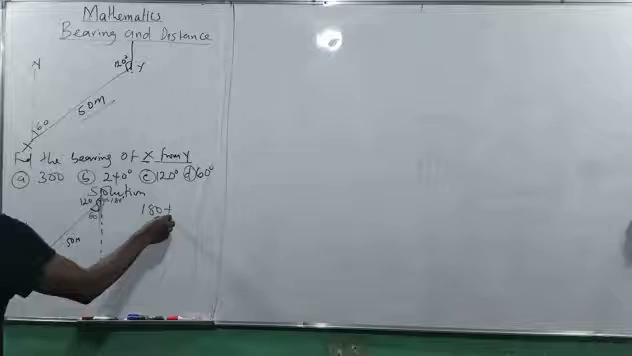 Mathematics
Bearing and Distance
N
120°
Y
50m
60
X
Find the bearing of X from Y
(a) 300 (b) 240° (c) 120° (d) 60°
Solution
120 180°
60
180+
50m